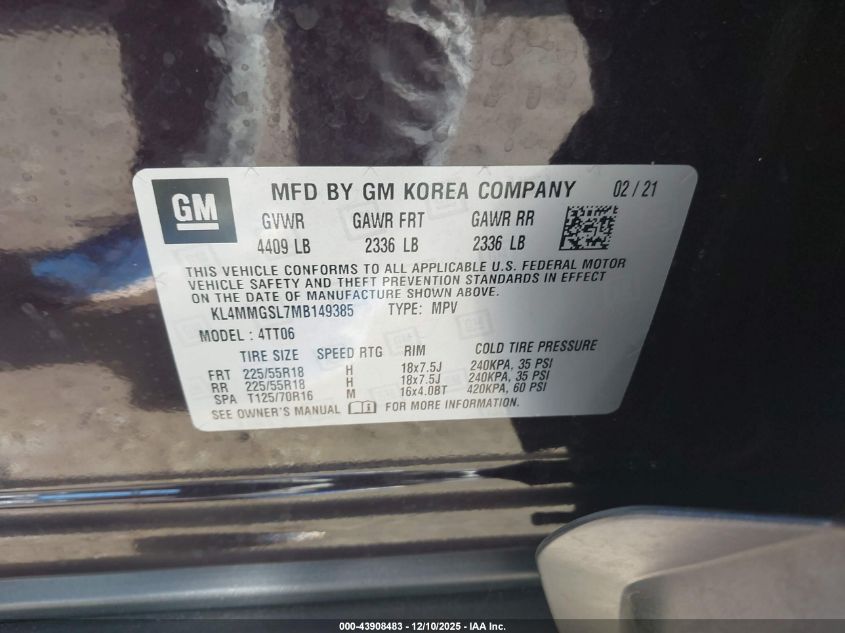 GM
MFD BY GM KOREA COMPANY 02/21
GVWR GAWR FRT GAWR RR
4409 LB 2336 LB 2336 LB
THIS VEHICLE CONFORMS TO ALL APPLICABLE U.S. FEDERAL MOTOR
VEHICLE SAFETY AND THEFT PREVENTION STANDARDS IN EFFECT
ON THE DATE OF MANUFACTURE SHOWN ABOVE.
KL4MMGSL7MB149385 TYPE: MPV
MODEL: 4TT06
TIRE SIZE SPEED RTG RIM COLD TIRE PRESSURE
FRT 225/55R18 H 18x7.5J 240KPA, 35 PSI
RR 225/55R18 H 18x7.5J 240KPA, 35 PSI
SPA T125/70R16 M 16x4.0BT 420KPA, 60 PSI
SEE OWNER'S MANUAL FOR MORE INFORMATION.
000-43908483 — 12/10/2025 — IAA Inc.